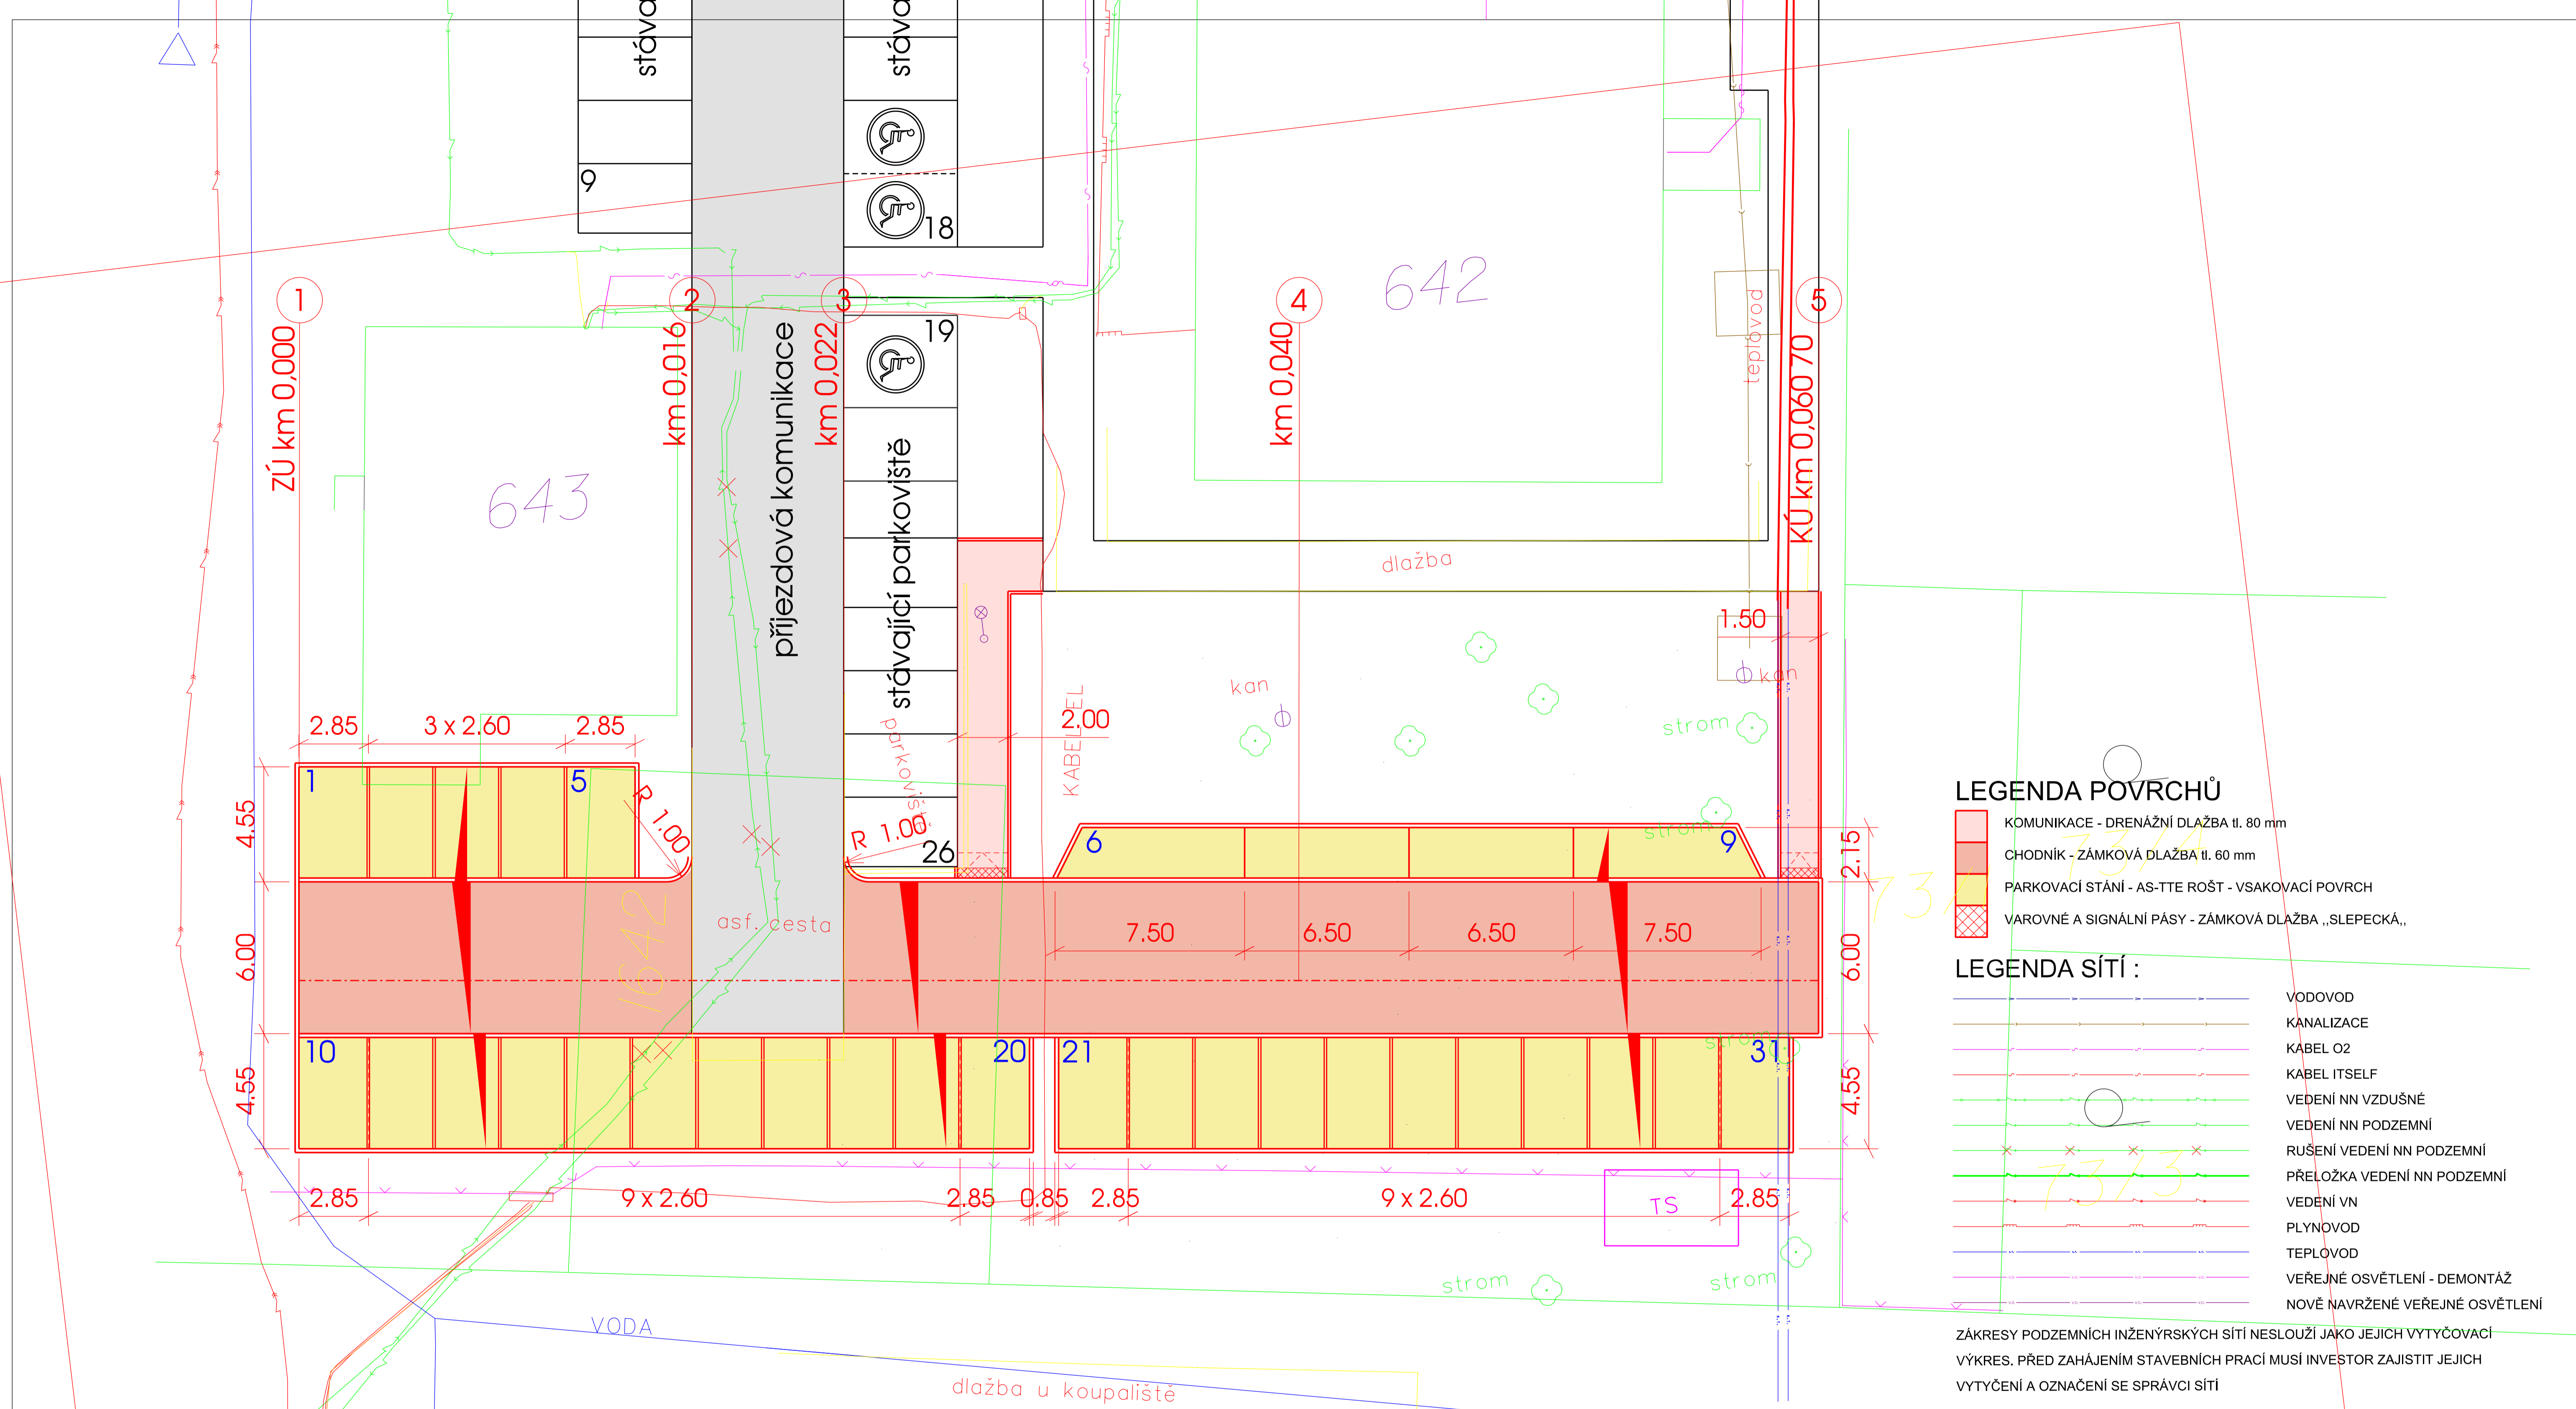 stáva
stáva
9
18
1
2
3
4
5
19
642
643
ZÚ km 0,000
km 0,016
příjezdová komunikace
km 0,022
stávající parkoviště
km 0,040
teplovod
KÚ km 0,060 70
dlažba
1.50
kan
kan
strom
2.85
3 x 2.60
2.85
2.00
KABEL EL
parkoviště
1
5
R 1.00
R 1.00
26
6
9
strom
4.55
2.15
1642
asf. cesta
7.50
6.50
6.50
7.50
6.00
6.00
10
20
21
31
strom
4.55
4.55
2.85
9 x 2.60
2.85
0.85
2.85
9 x 2.60
2.85
TS
strom
strom
VODA
dlažba u koupaliště
LEGENDA POVRCHŮ
KOMUNIKACE - DRENÁŽNÍ DLAŽBA tl. 80 mm
CHODNÍK - ZÁMKOVÁ DLAŽBA tl. 60 mm
PARKOVACÍ STÁNÍ - AS-TTE ROŠT - VSAKOVACÍ POVRCH
VAROVNÉ A SIGNÁLNÍ PÁSY - ZÁMKOVÁ DLAŽBA ,,SLEPECKÁ,,
73/4
73/3
LEGENDA SÍTÍ :
VODOVOD
KANALIZACE
KABEL O2
KABEL ITSELF
VEDENÍ NN VZDUŠNÉ
VEDENÍ NN PODZEMNÍ
RUŠENÍ VEDENÍ NN PODZEMNÍ
PŘELOŽKA VEDENÍ NN PODZEMNÍ
VEDENÍ VN
PLYNOVOD
TEPLOVOD
VEŘEJNÉ OSVĚTLENÍ - DEMONTÁŽ
NOVĚ NAVRŽENÉ VEŘEJNÉ OSVĚTLENÍ
ZÁKRESY PODZEMNÍCH INŽENÝRSKÝCH SÍTÍ NESLOUŽÍ JAKO JEJICH VYTYČOVACÍ
VÝKRES. PŘED ZAHÁJENÍM STAVEBNÍCH PRACÍ MUSÍ INVESTOR ZAJISTIT JEJICH
VYTYČENÍ A OZNAČENÍ SE SPRÁVCI SÍTÍ